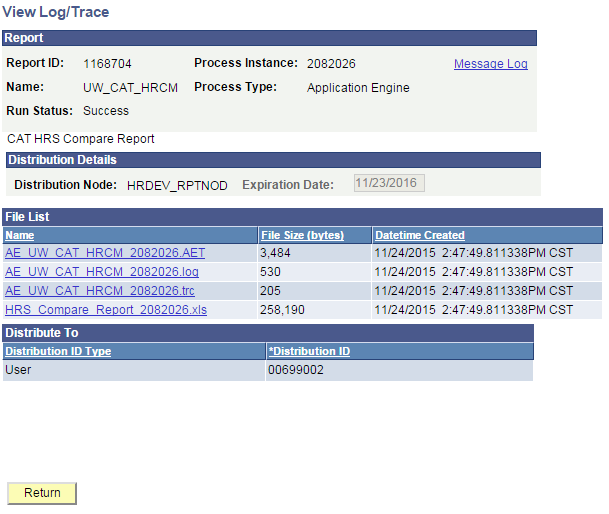 View Log/Trace
Report
Report ID: 1168704 Process Instance: 2082026 Message Log
Name: UW_CAT_HRCM Process Type: Application Engine
Run Status: Success
CAT HRS Compare Report
Distribution Details
Distribution Node: HRDEV_RPTNOD Expiration Date: 11/23/2016
File List
Name File Size (bytes) Datetime Created
AE_UW_CAT_HRCM_2082026.AET 3,484 11/24/2015 2:47:49.811338PM CST
AE_UW_CAT_HRCM_2082026.log 530 11/24/2015 2:47:49.811338PM CST
AE_UW_CAT_HRCM_2082026.trc 205 11/24/2015 2:47:49.811338PM CST
HRS_Compare_Report_2082026.xls 258,190 11/24/2015 2:47:49.811338PM CST
Distribute To
Distribution ID Type *Distribution ID
User 00699002
Return